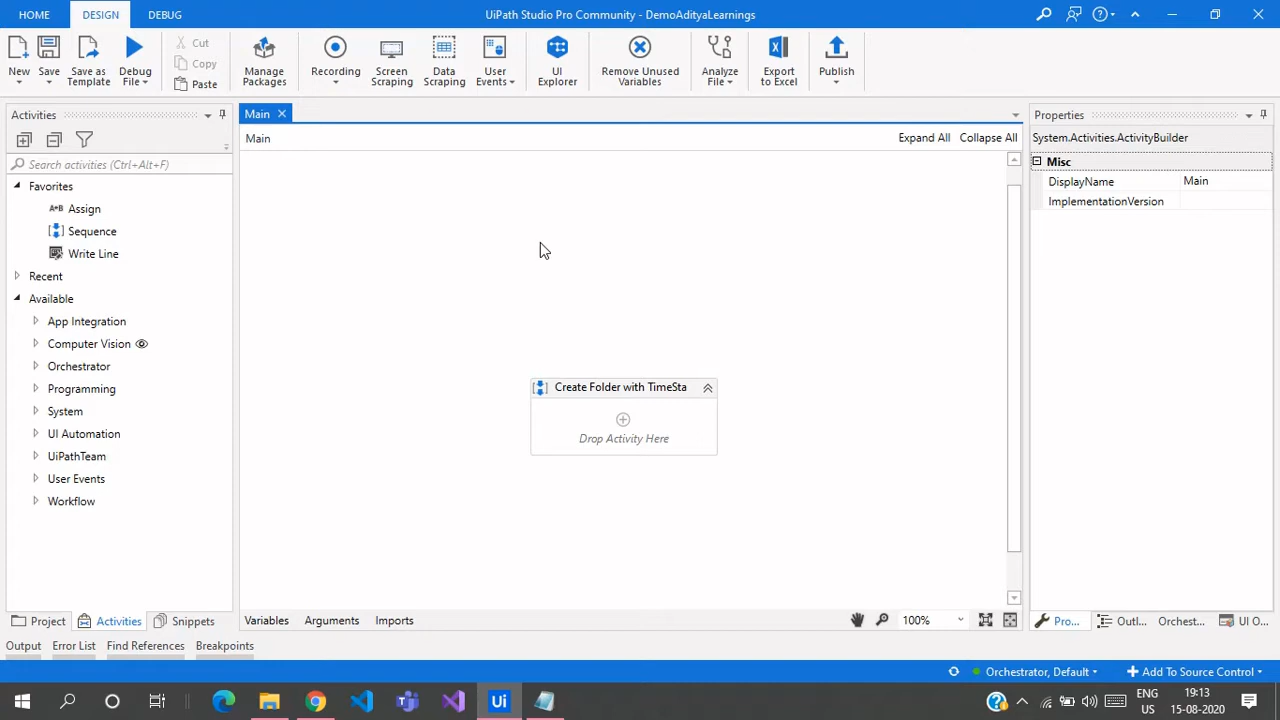 HOME DESIGN DEBUG UiPath Studio Pro Community - DemoAdityaLearnings
New Save Save as Template Debug File Cut Copy Paste Manage Packages Recording Screen Scraping Data Scraping User Events UI Explorer Remove Unused Variables Analyze File Export to Excel Publish
Activities
Search activities (Ctrl+Alt+F)
Favorites
A+B Assign
Sequence
Write Line
Recent
Available
App Integration
Computer Vision
Orchestrator
Programming
System
UI Automation
UiPathTeam
User Events
Workflow
Project Activities Snippets
Main
Main Expand All Collapse All
Create Folder with TimeSta
Drop Activity Here
Variables Arguments Imports 100%
Properties
System.Activities.ActivityBuilder
Misc
DisplayName Main
ImplementationVersion
Pro... Outl... Orchest... UI O...
Output Error List Find References Breakpoints
Orchestrator, Default Add To Source Control
Ui ENG 19:13
US 15-08-2020